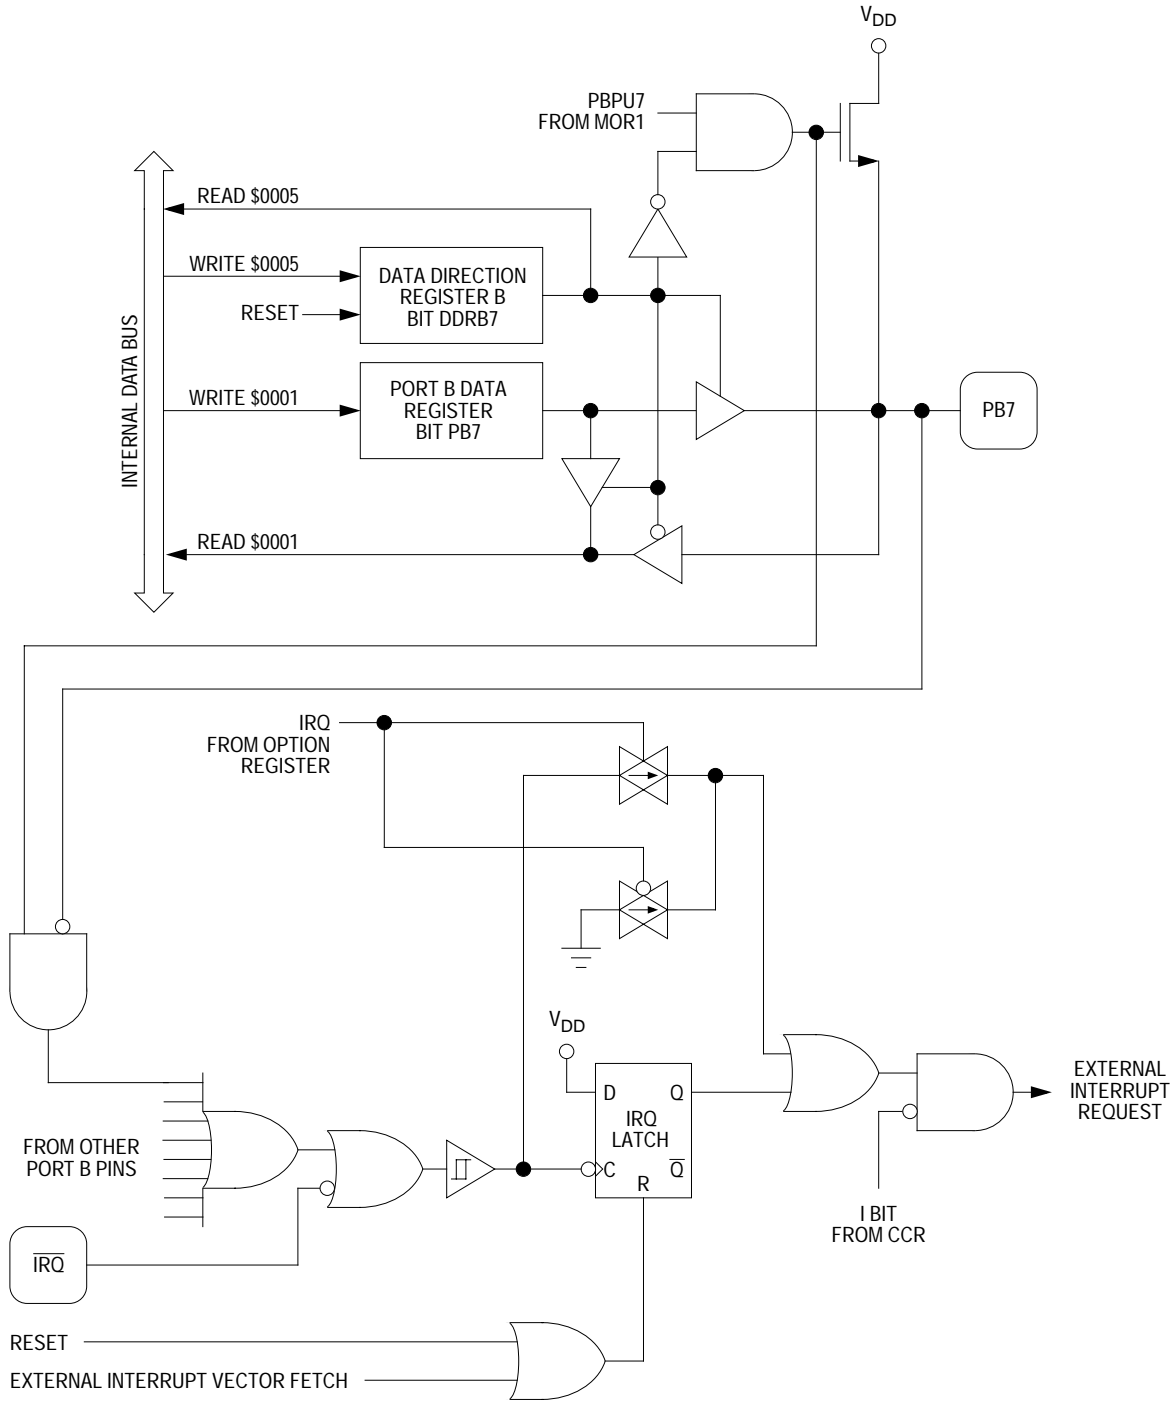 VDD
PBPU7
FROM MOR1
READ $0005
WRITE $0005
DATA DIRECTION
REGISTER B
BIT DDRB7
RESET
INTERNAL DATA BUS
WRITE $0001
PORT B DATA
REGISTER
BIT PB7
PB7
READ $0001
IRQ
FROM OPTION
REGISTER
VDD
D
Q
IRQ
LATCH
C
Q̅
R
EXTERNAL
INTERRUPT
REQUEST
FROM OTHER
PORT B PINS
I BIT
FROM CCR
I̅R̅Q̅
RESET
EXTERNAL INTERRUPT VECTOR FETCH